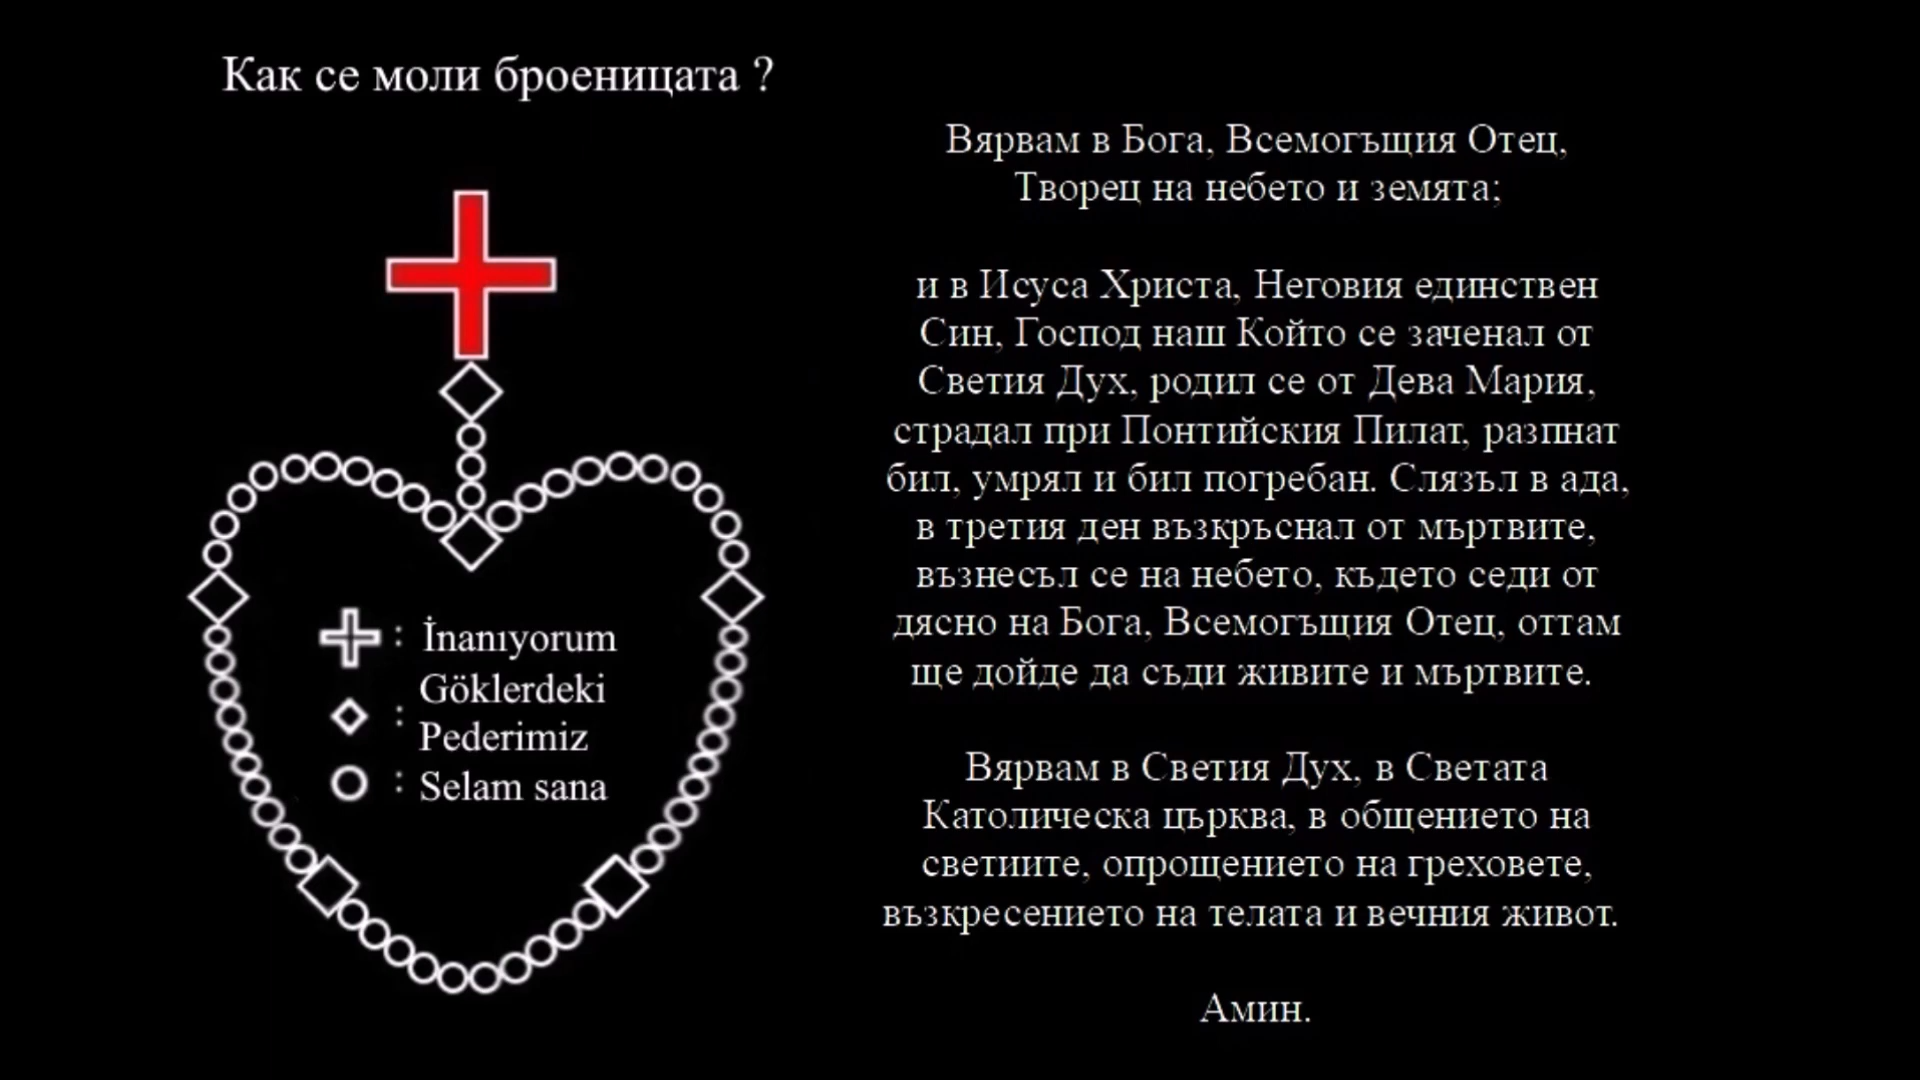 Как се моли броеницата ?
: İnanıyorum
: Göklerdeki
Pederimiz
: Selam sana
Вярвам в Бога, Всемогъщия Отец,
Творец на небето и земята;
и в Исуса Христа, Неговия единствен
Син, Господ наш Който се заченал от
Светия Дух, родил се от Дева Мария,
страдал при Понтийския Пилат, разпнат
бил, умрял и бил погребан. Слязъл в ада,
в третия ден възкръснал от мъртвите,
възнесъл се на небето, където седи от
дясно на Бога, Всемогъщия Отец, оттам
ще дойде да съди живите и мъртвите.
Вярвам в Светия Дух, в Светата
Католическа църква, в общението на
светиите, опрощението на греховете,
възкресението на телата и вечния живот.
Амин.